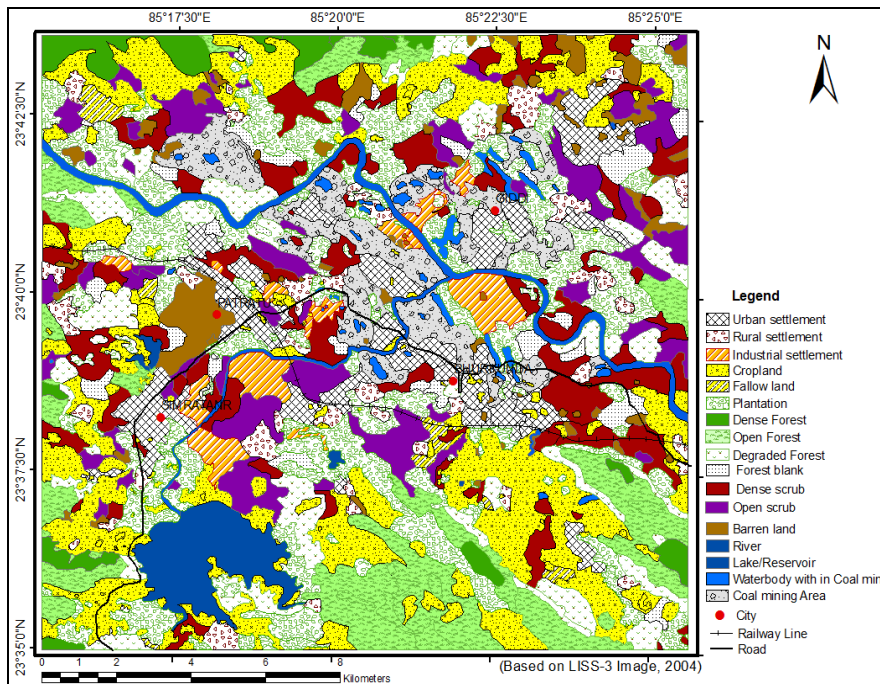 85°17'30"E 85°20'0"E 85°22'30"E 85°25'0"E
N
23°42'30"N
23°40'0"N
23°37'30"N
23°35'0"N
GIDDI
PATRATU
Legend
Urban settlement
Rural settlement
Industrial settlement
Cropland
Fallow land
Plantation
Dense Forest
Open Forest
Degraded Forest
Forest blank
Dense scrub
Open scrub
Barren land
River
Lake/Reservoir
Waterbody with in Coal min
Coal mining Area
City
Railway Line
Road
(Based on LISS-3 Image, 2004)
0 1 2 4 6 8
Kilometers